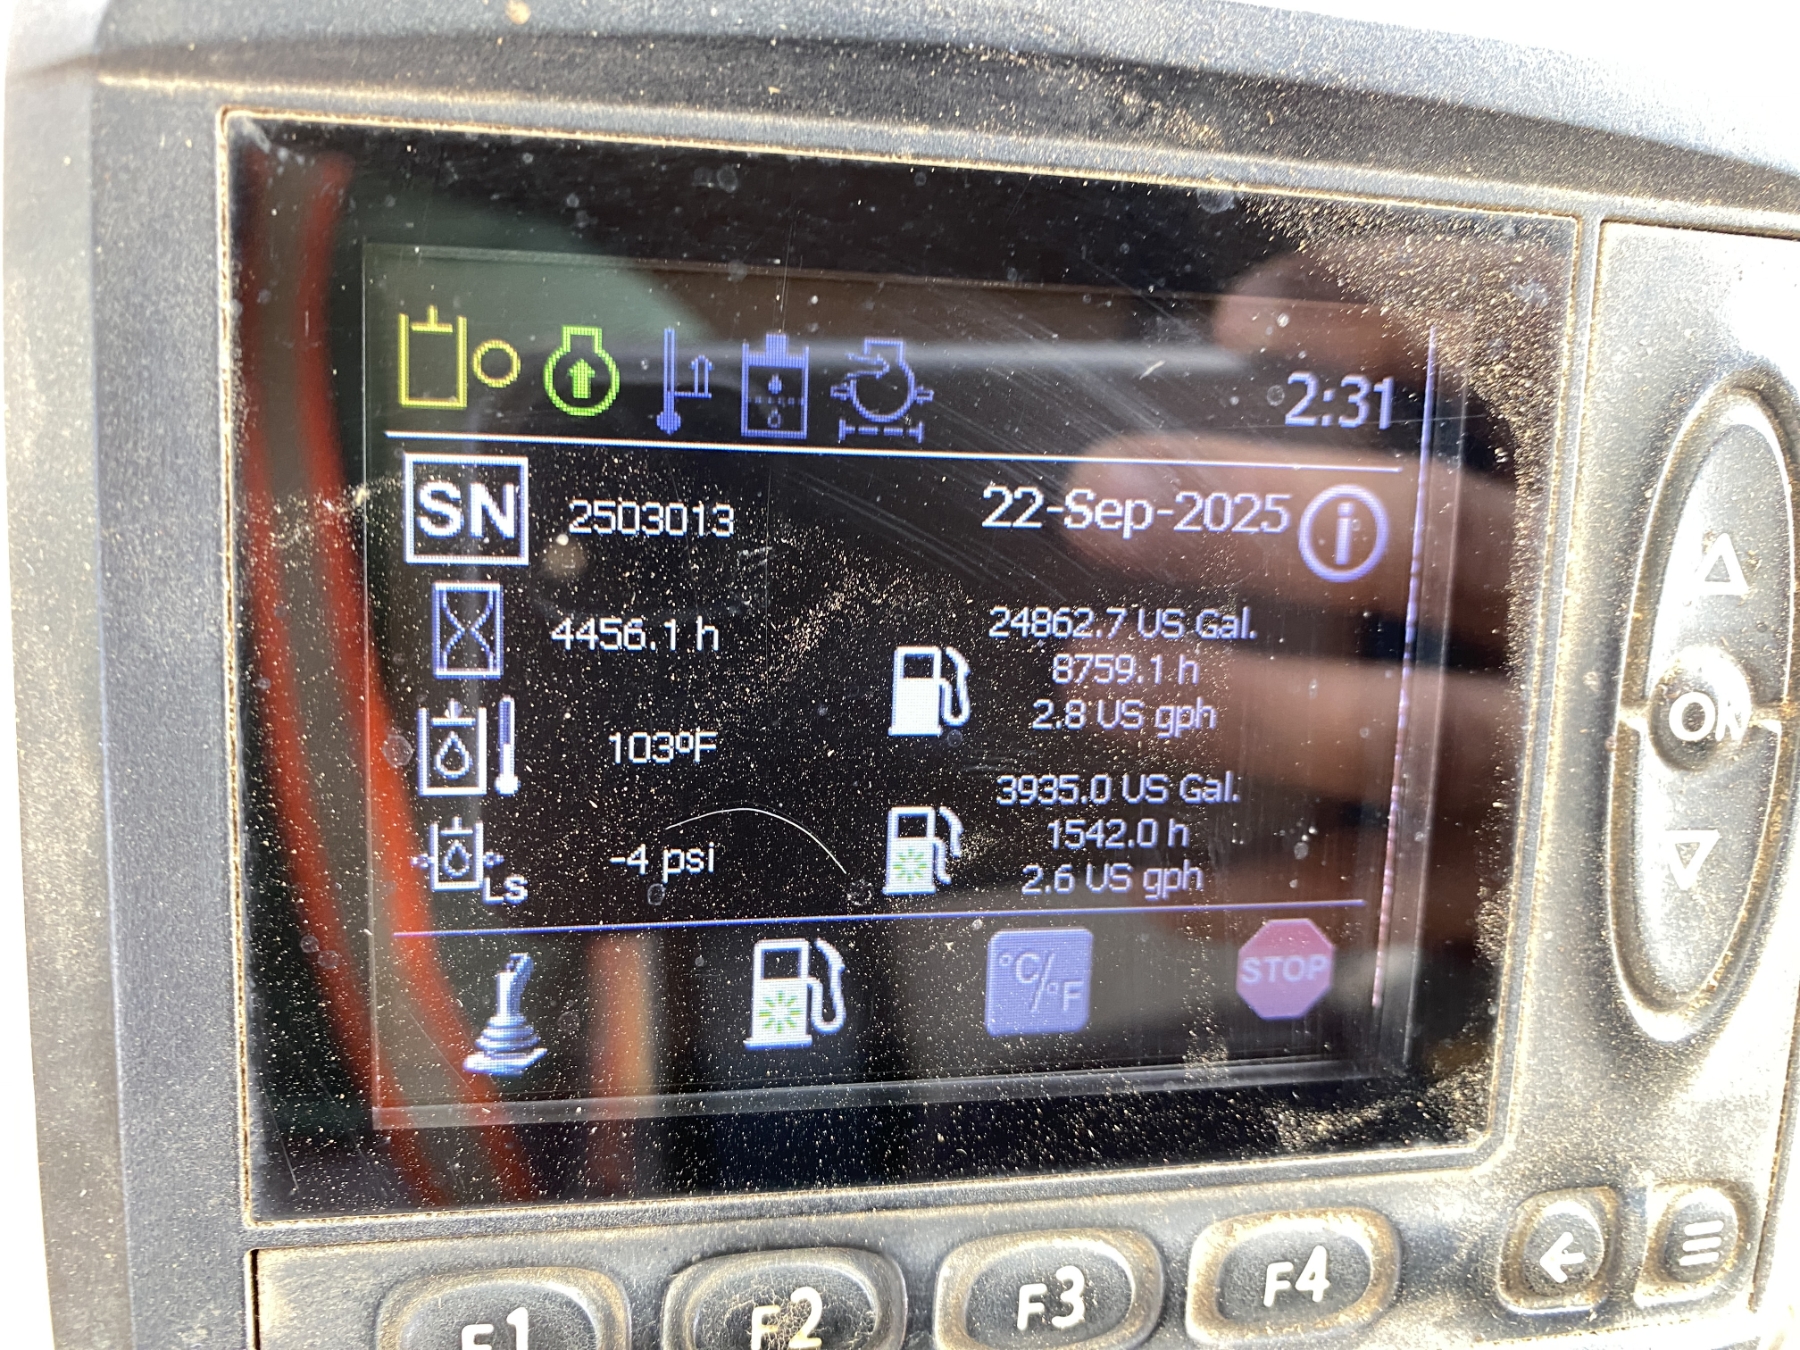 2:31
SN 2503013
22-Sep-2025 i
4456.1 h
24862.7 US Gal.
8759.1 h
2.8 US gph
103ºF
3935.0 US Gal.
1542.0 h
2.6 US gph
LS -4 psi
°C/°F
STOP
OK
F1 F2 F3 F4